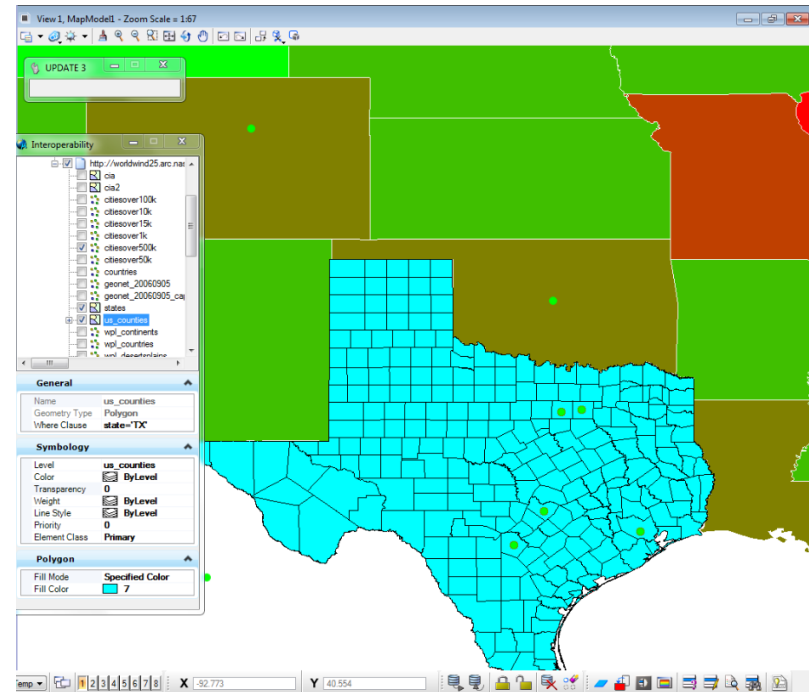 View 1, MapModel1 - Zoom Scale = 1:67
UPDATE 3
Interoperability
http://worldwind25.arc.nas
cia
cia2
citiesover100k
citiesover10k
citiesover15k
citiesover1k
citiesover500k
citiesover50k
countries
geonet_20060905
geonet_20060905_ca
states
us_counties
wpl_continents
wpl_countries
wpl_desertsplains
General
Name us_counties
Geometry Type Polygon
Where Clause state='TX'
Symbology
Level us_counties
Color ByLevel
Transparency 0
Weight ByLevel
Line Style ByLevel
Priority 0
Element Class Primary
Polygon
Fill Mode Specified Color
Fill Color 7
emp 1 2 3 4 5 6 7 8 X -92.773 Y 40.554